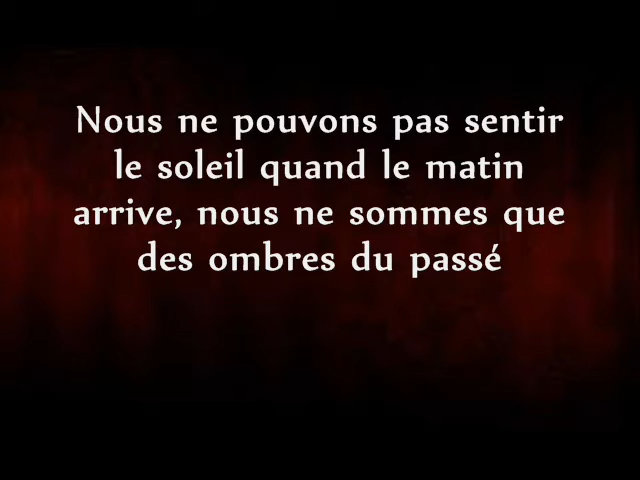 Nous ne pouvons pas sentir
le soleil quand le matin
arrive, nous ne sommes que
des ombres du passé